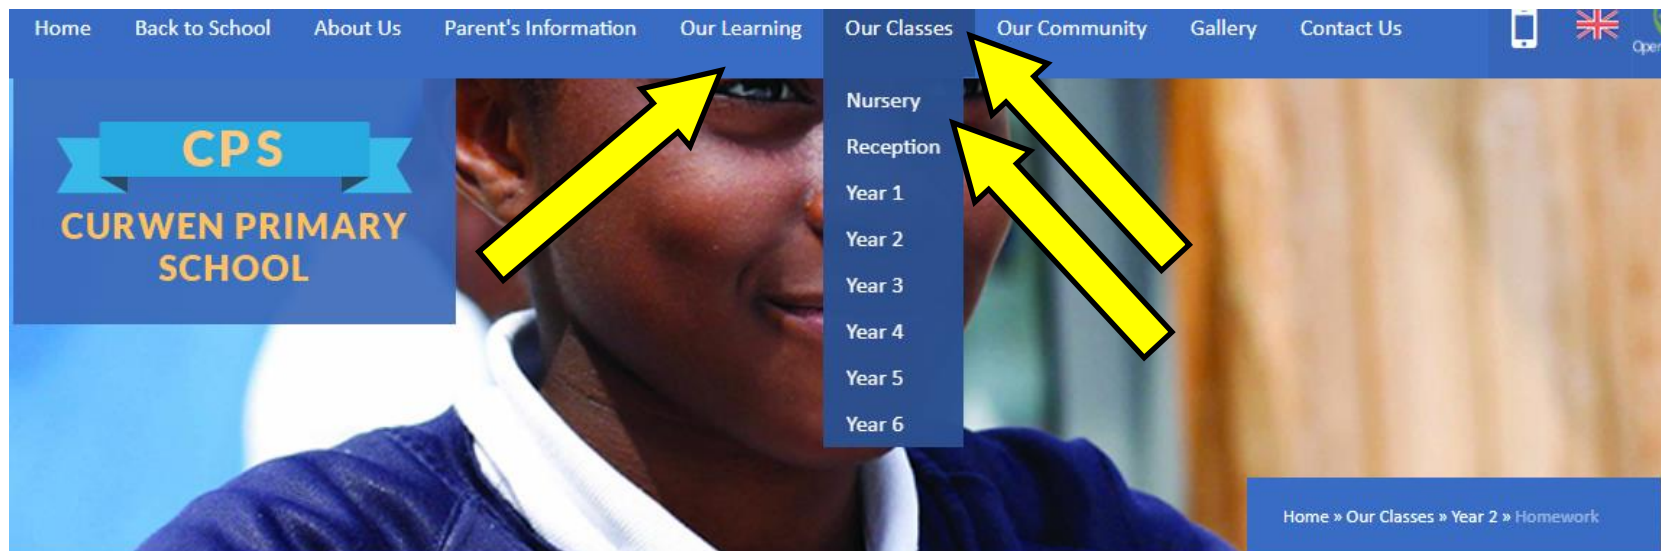 Home Back to School About Us Parent's Information Our Learning Our Classes Our Community Gallery Contact Us
CPS
CURWEN PRIMARY
SCHOOL
Nursery
Reception
Year 1
Year 2
Year 3
Year 4
Year 5
Year 6
Home » Our Classes » Year 2 » Homework